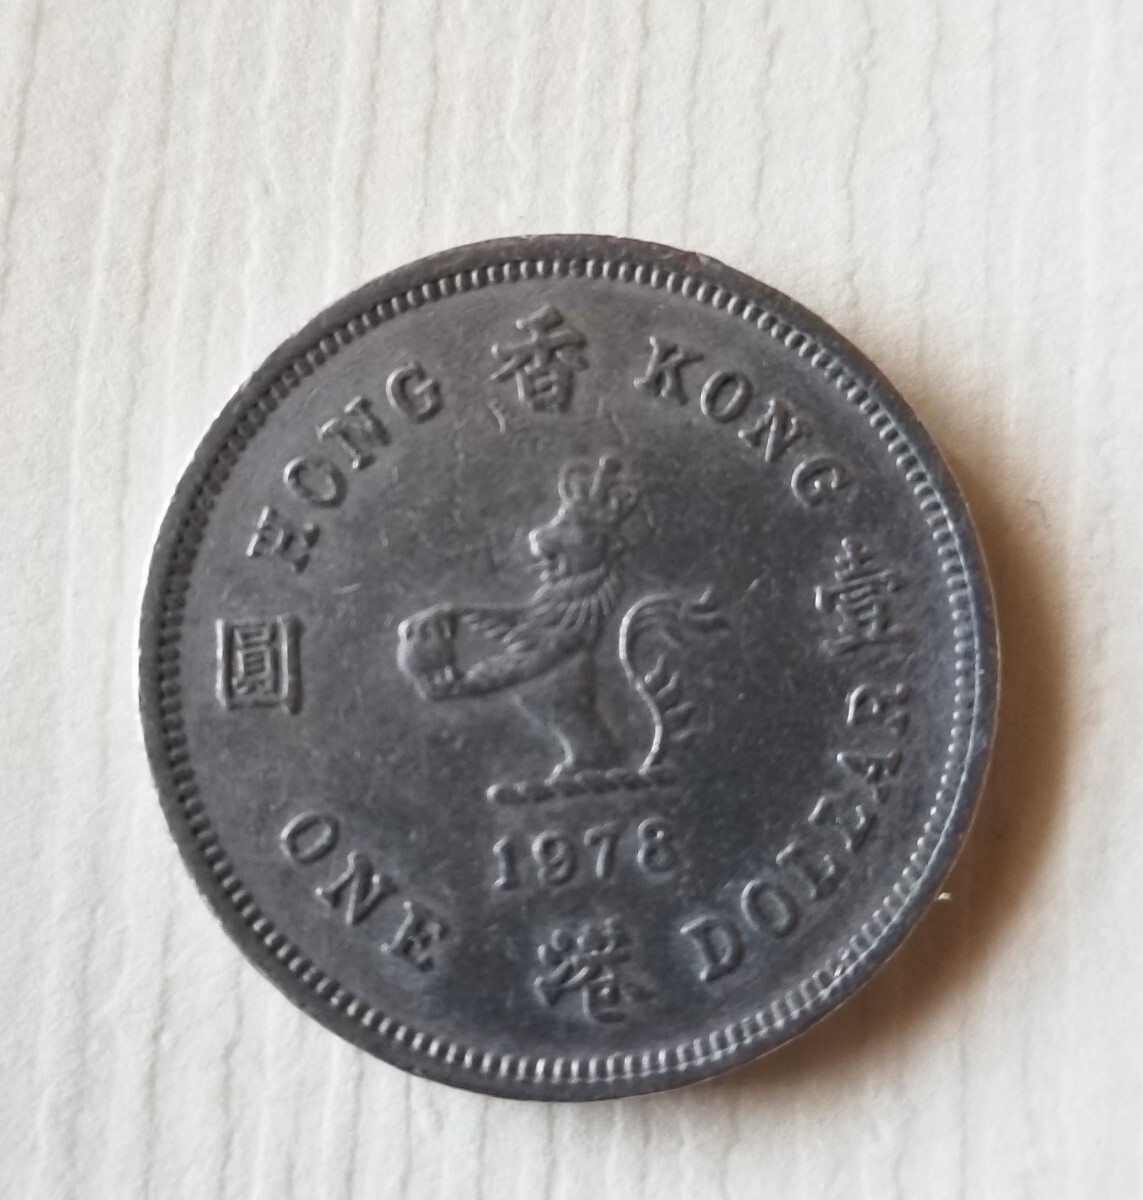 HONG KONG
ONE DOLLAR
香
港
壹
圓
1978